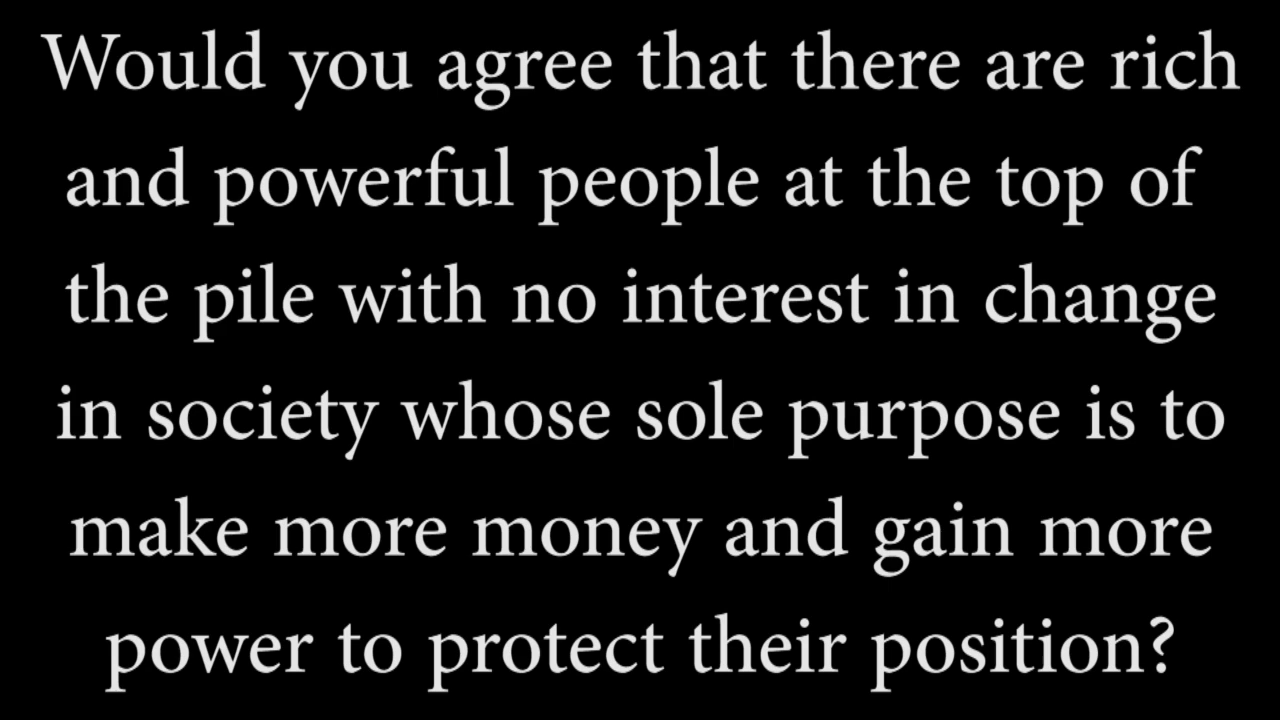 Would you agree that there are rich
and powerful people at the top of
the pile with no interest in change
in society whose sole purpose is to
make more money and gain more
power to protect their position?